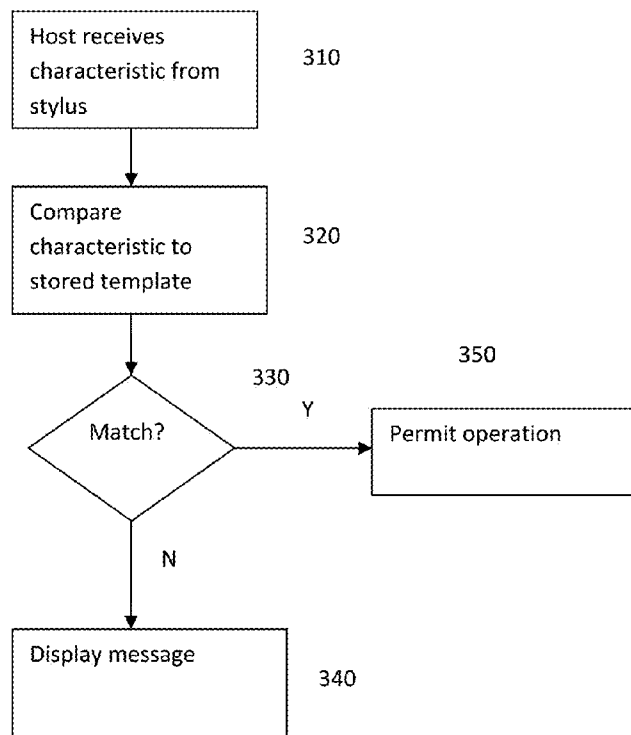 Host receives
characteristic from
stylus
310
Compare
characteristic to
stored template
320
330
350
Match?
Y
Permit operation
N
Display message
340